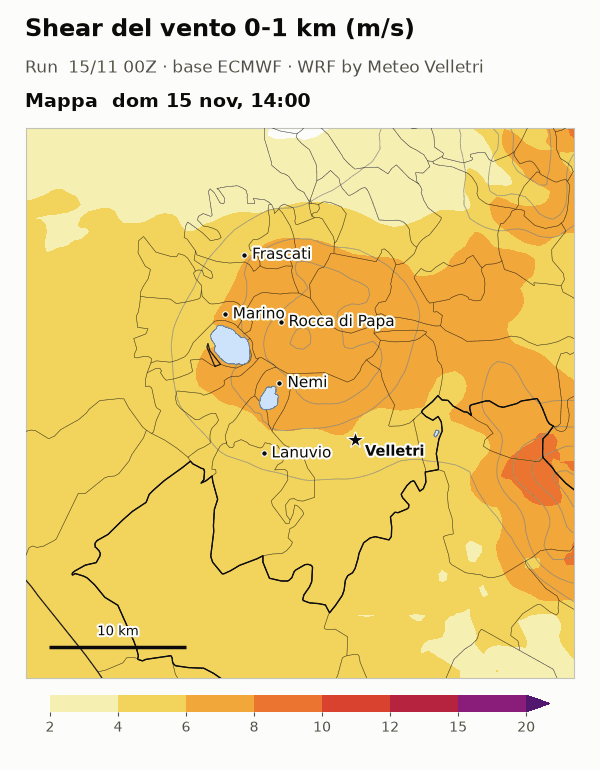 Shear del vento 0-1 km (m/s)
Run  15/11 00Z · base ECMWF · WRF by Meteo Velletri
Mappa  dom 15 nov, 14:00
Frascati
Marino
Rocca di Papa
Nemi
Velletri
Lanuvio
10 km
2 4 6 8 10 12 15 20